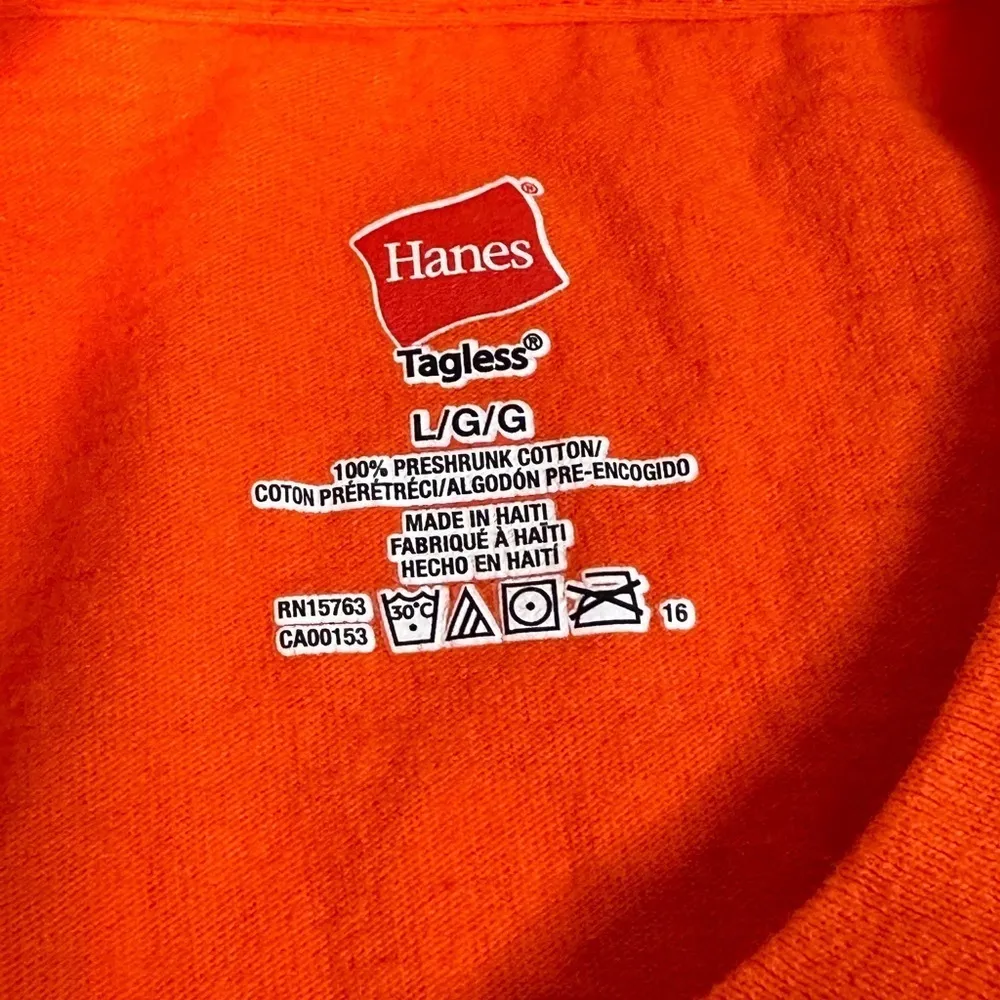 Hanes®
Tagless®
L/G/G
100% PRESHRUNK COTTON/
COTON PRÉRÉTRÉCI/ALGODÓN PRE-ENCOGIDO
MADE IN HAITI
FABRIQUÉ À HAÏTI
HECHO EN HAITÍ
RN15763
CA00153
30°C
16